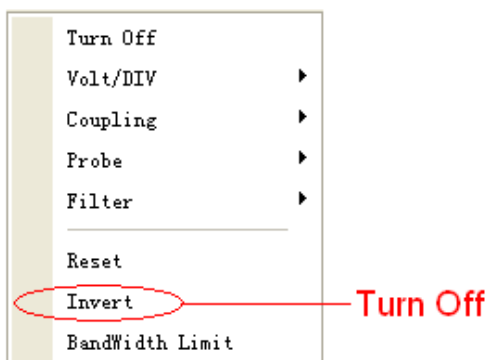 Turn Off
Volt/DIV
Coupling
Probe
Filter
Reset
Invert
Turn Off
BandWidth Limit